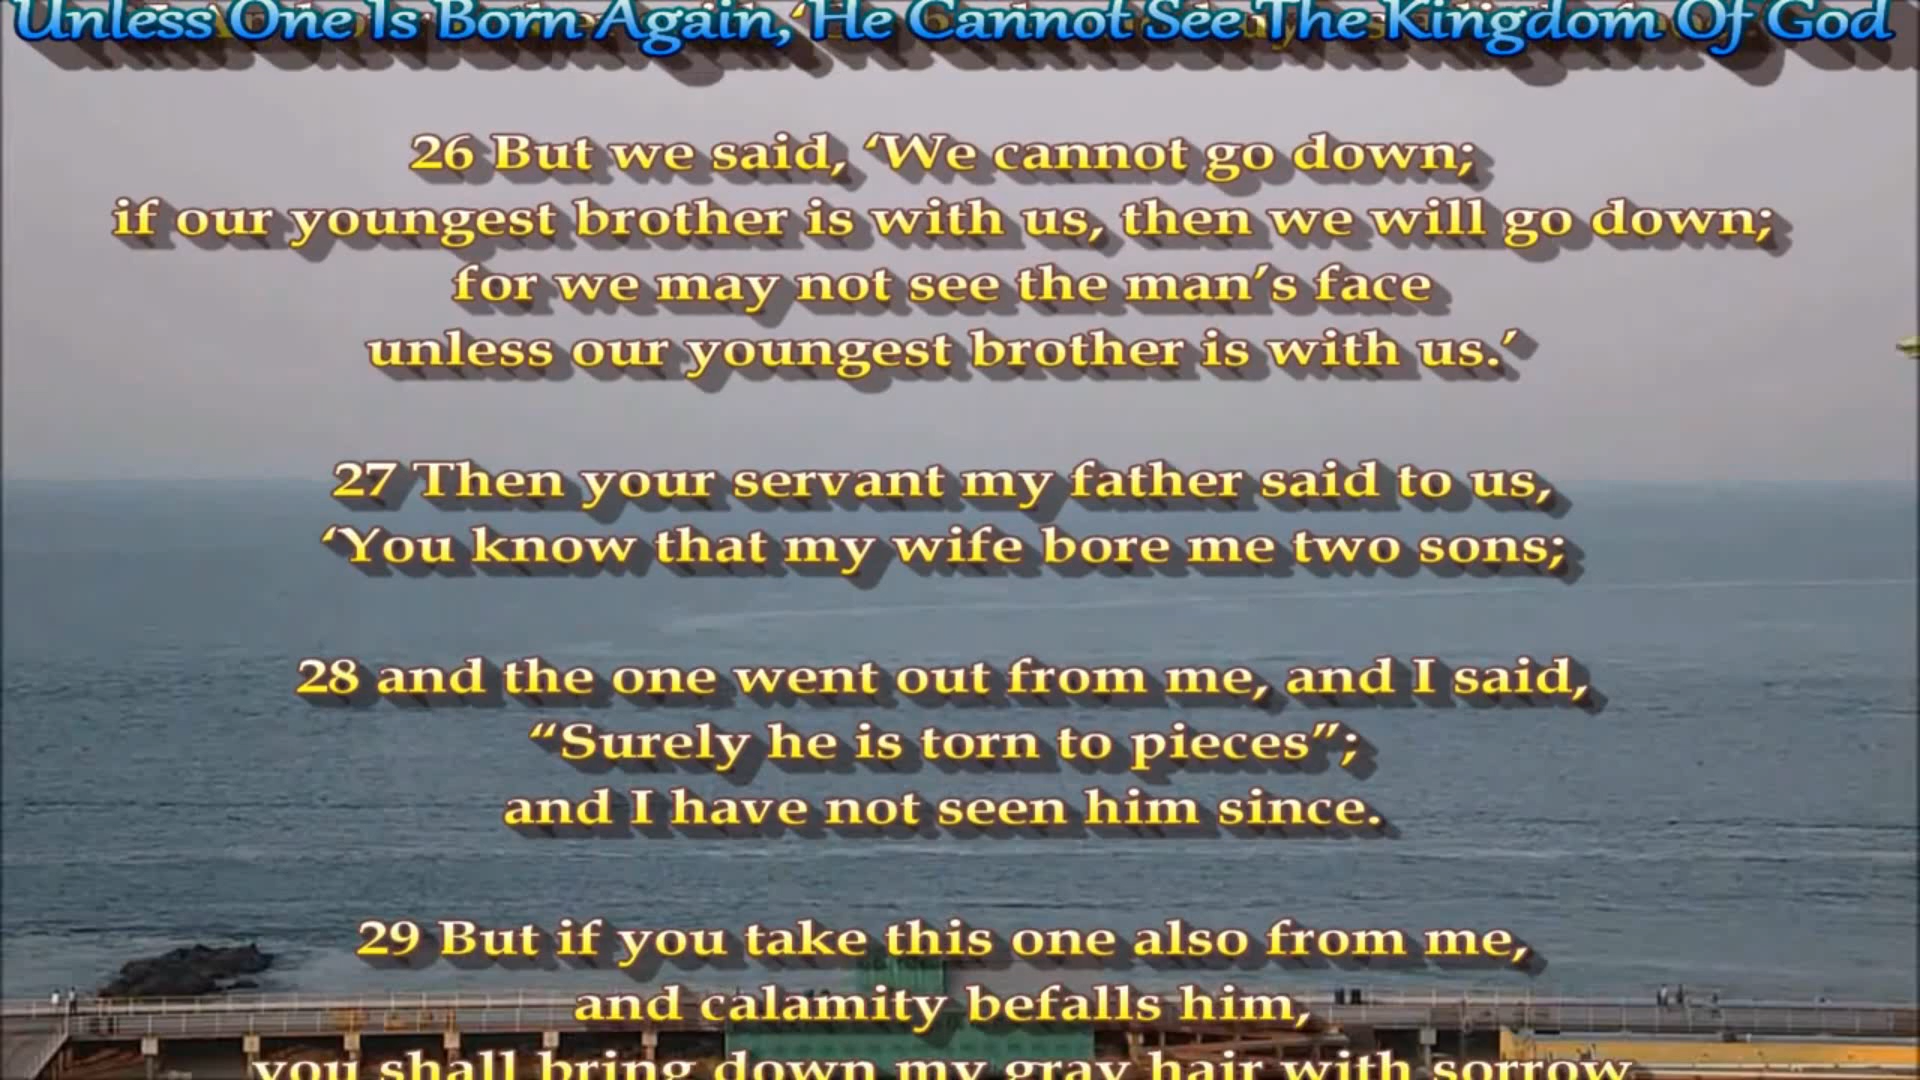 Unless One Is Born Again, ‘He Cannot See The Kingdom Of God
26 But we said, ‘We cannot go down;
if our youngest brother is with us, then we will go down;
for we may not see the man’s face
unless our youngest brother is with us.’
27 Then your servant my father said to us,
‘You know that my wife bore me two sons;
28 and the one went out from me, and I said,
“Surely he is torn to pieces”;
and I have not seen him since.
29 But if you take this one also from me,
and calamity befalls him,
you shall bring down my gray hair with sorrow